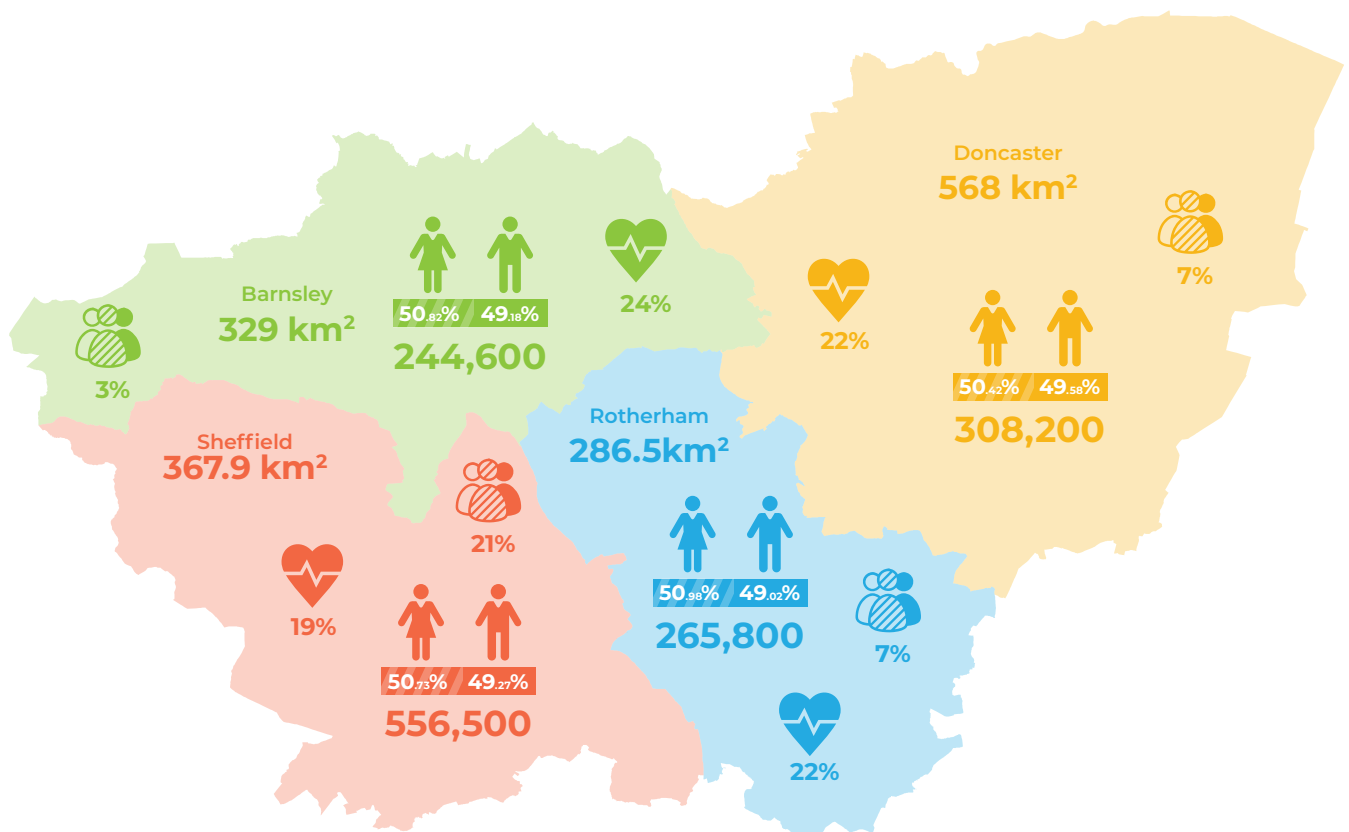 Doncaster
568 km²
7%
22%
50.42% 49.58%
308,200
Barnsley
329 km²
50.82% 49.18%
244,600
24%
3%
Sheffield
367.9 km²
21%
19%
50.73% 49.27%
556,500
Rotherham
286.5km²
50.98% 49.02%
265,800
7%
22%